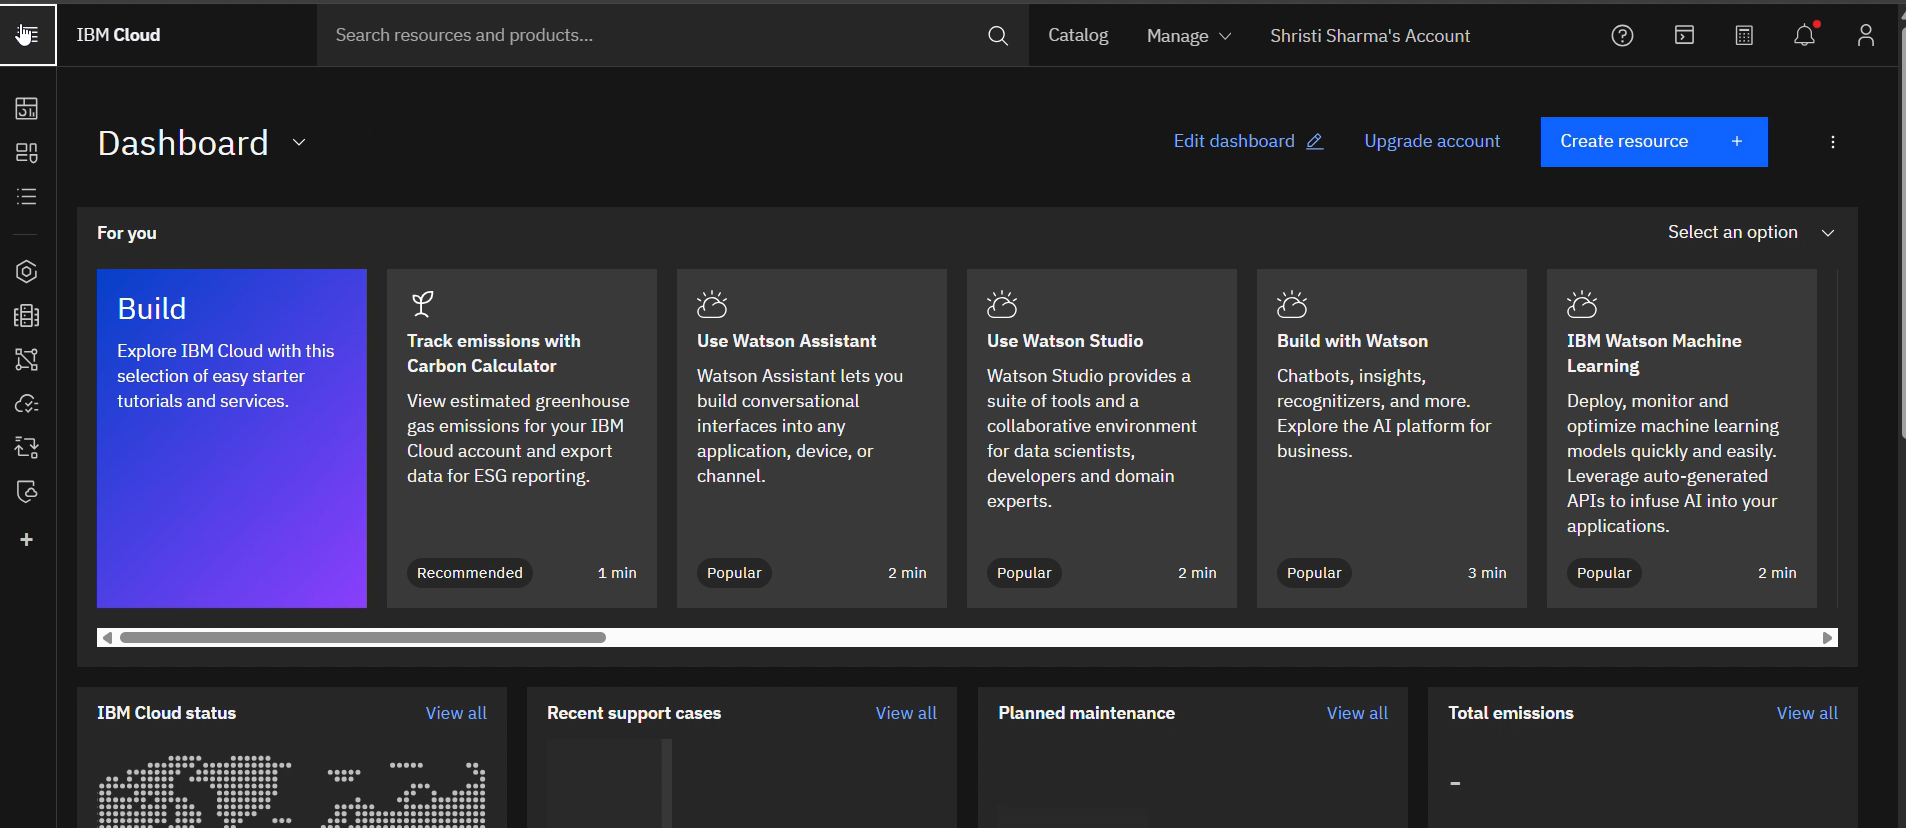 IBM Cloud
Search resources and products...
Catalog
Manage
Shristi Sharma's Account
Dashboard
Edit dashboard
Upgrade account
Create resource +
For you
Select an option
Build
Explore IBM Cloud with this
selection of easy starter
tutorials and services.
Track emissions with
Carbon Calculator
View estimated greenhouse
gas emissions for your IBM
Cloud account and export
data for ESG reporting.
Recommended
1 min
Use Watson Assistant
Watson Assistant lets you
build conversational
interfaces into any
application, device, or
channel.
Popular
2 min
Use Watson Studio
Watson Studio provides a
suite of tools and a
collaborative environment
for data scientists,
developers and domain
experts.
Popular
2 min
Build with Watson
Chatbots, insights,
recognitizers, and more.
Explore the AI platform for
business.
Popular
3 min
IBM Watson Machine
Learning
Deploy, monitor and
optimize machine learning
models quickly and easily.
Leverage auto-generated
APIs to infuse AI into your
applications.
Popular
2 min
IBM Cloud status
View all
Recent support cases
View all
Planned maintenance
View all
Total emissions
View all
-